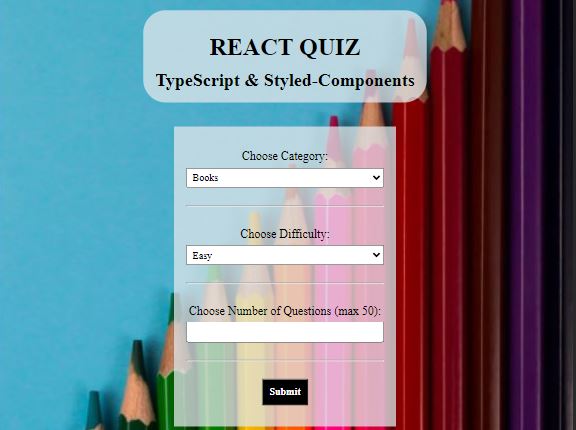 REACT QUIZ
TypeScript & Styled-Components
Choose Category:
Books
Choose Difficulty:
Easy
Choose Number of Questions (max 50):
Submit